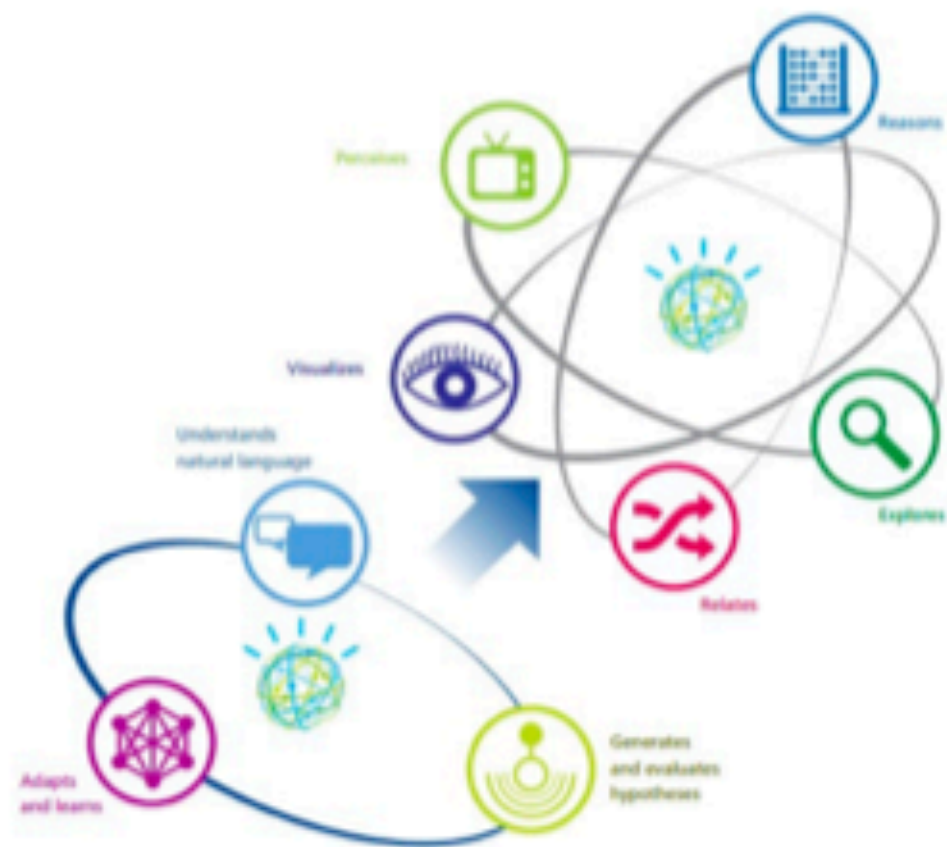 Reasons
Perceives
Visualizes
Understands
natural language
Explores
Relates
Generates
and evaluates
hypotheses
Adapts
and learns